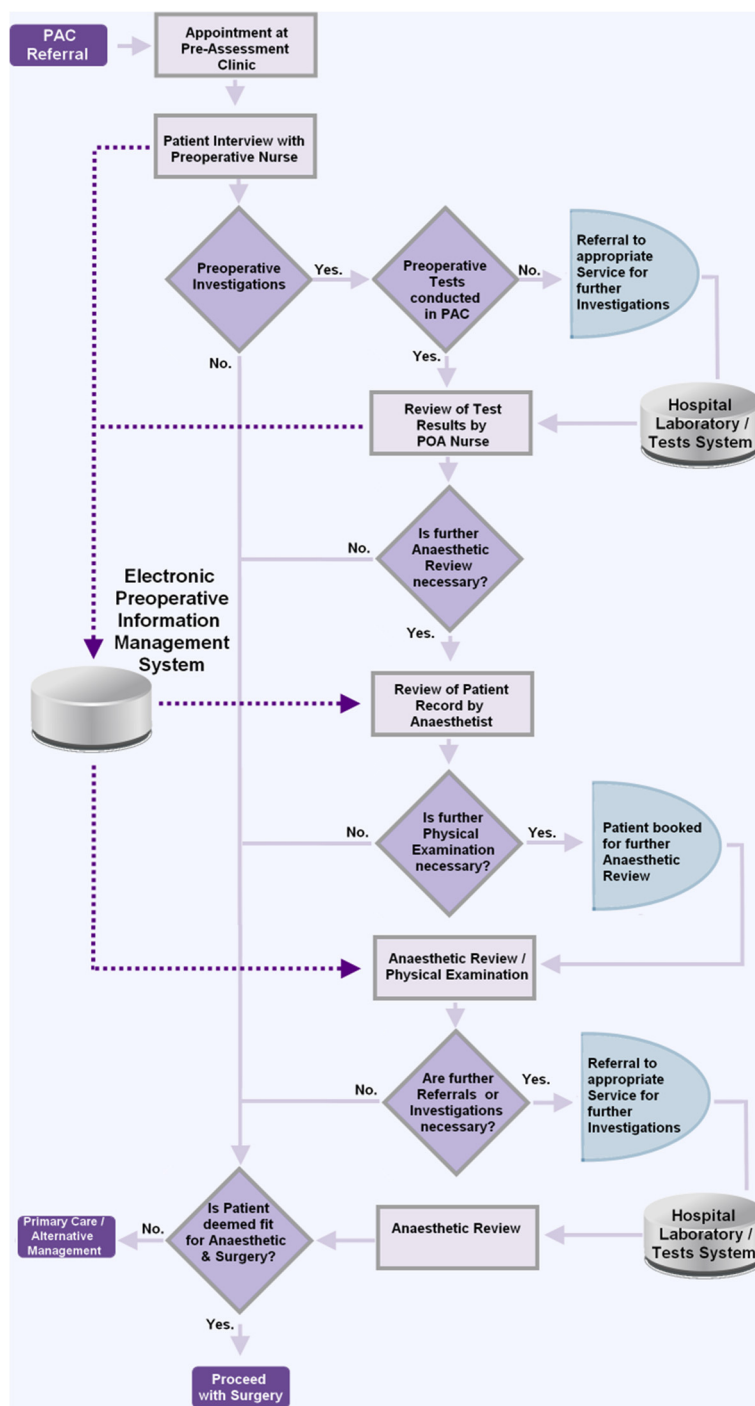 PAC
Referral
Appointment at
Pre-Assessment
Clinic
Patient Interview with
Preoperative Nurse
Preoperative
Investigations
Yes.
Preoperative
Tests
conducted
in PAC
No.
Referral to
appropriate
Service for
further
Investigations
No.
Yes.
Review of Test
Results by
POA Nurse
Hospital
Laboratory /
Tests System
Is further
Anaesthetic
Review
necessary?
No.
Yes.
Electronic
Preoperative
Information
Management
System
Review of Patient
Record by
Anaesthetist
Is further
Physical
Examination
necessary?
No.
Yes.
Patient booked
for further
Anaesthetic
Review
Anaesthetic Review /
Physical Examination
Are further
Referrals or
Investigations
necessary?
No.
Yes.
Referral to
appropriate
Service for
further
Investigations
Hospital
Laboratory /
Tests System
Anaesthetic Review
Is Patient
deemed fit
for Anaesthetic
& Surgery?
No.
Primary Care /
Alternative
Management
Yes.
Proceed
with Surgery